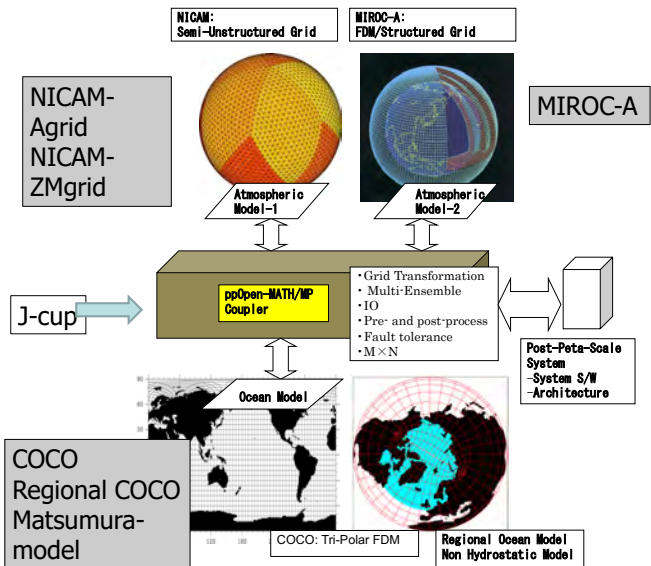 NICAM:
Semi-Unstructured Grid
MIROC-A:
FDM/Structured Grid
NICAM-
Agrid
NICAM-
ZMgrid
MIROC-A
Atmospheric
Model-1
Atmospheric
Model-2
J-cup
ppOpen-MATH/MP
Coupler
・Grid Transformation
・Multi-Ensemble
・IO
・Pre- and post-process
・Fault tolerance
・M×N
Post-Peta-Scale
System
-System S/W
-Architecture
Ocean Model
COCO
Regional COCO
Matsumura-
model
COCO: Tri-Polar FDM
Regional Ocean Model
Non Hydrostatic Model